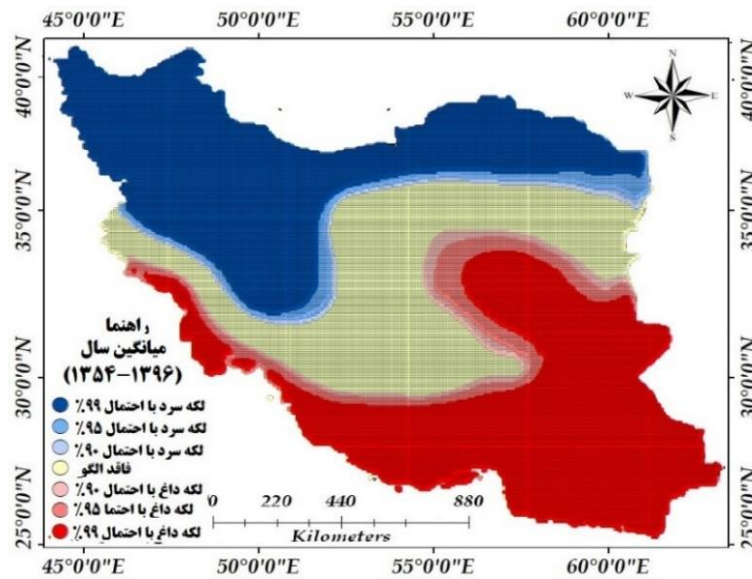 45°0'0"E 50°0'0"E 55°0'0"E 60°0'0"E
40°0'0"N 40°0'0"N
N
W E
S
35°0'0"N 35°0'0"N
30°0'0"N 30°0'0"N
25°0'0"N 25°0'0"N
راهنما
میانگین سال
(۱۳۵۴-۱۳۹۶)
لکه سرد با احتمال ۹۹٪
لکه سرد با احتمال ۹۵٪
لکه سرد با احتمال ۹۰٪
فاقد الگو
لکه داغ با احتمال ۹۰٪
لکه داغ با احتما ۹۵٪
لکه داغ با احتمال ۹۹٪
0 220 440 880
Kilometers
45°0'0"E 50°0'0"E 55°0'0"E 60°0'0"E